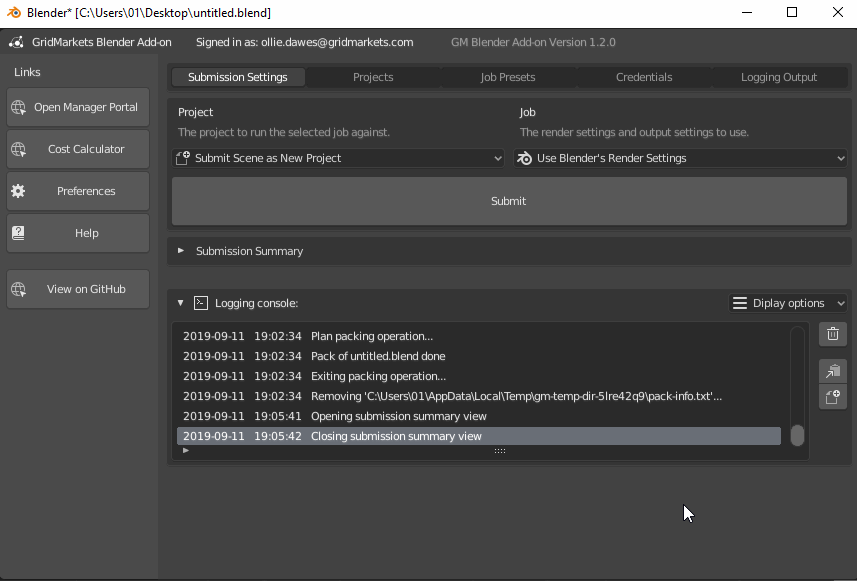 Blender* [C:\Users\01\Desktop\untitled.blend]
GridMarkets Blender Add-on Signed in as: ollie.dawes@gridmarkets.com GM Blender Add-on Version 1.2.0
Links
Open Manager Portal
Cost Calculator
Preferences
Help
View on GitHub
Submission Settings Projects Job Presets Credentials Logging Output
Project Job
The project to run the selected job against. The render settings and output settings to use.
Submit Scene as New Project Use Blender's Render Settings
Submit
Submission Summary
Logging console: Diplay options
2019-09-11 19:02:34 Plan packing operation...
2019-09-11 19:02:34 Pack of untitled.blend done
2019-09-11 19:02:34 Exiting packing operation...
2019-09-11 19:02:34 Removing 'C:\Users\01\AppData\Local\Temp\gm-temp-dir-5lre42q9\pack-info.txt'...
2019-09-11 19:05:41 Opening submission summary view
2019-09-11 19:05:42 Closing submission summary view